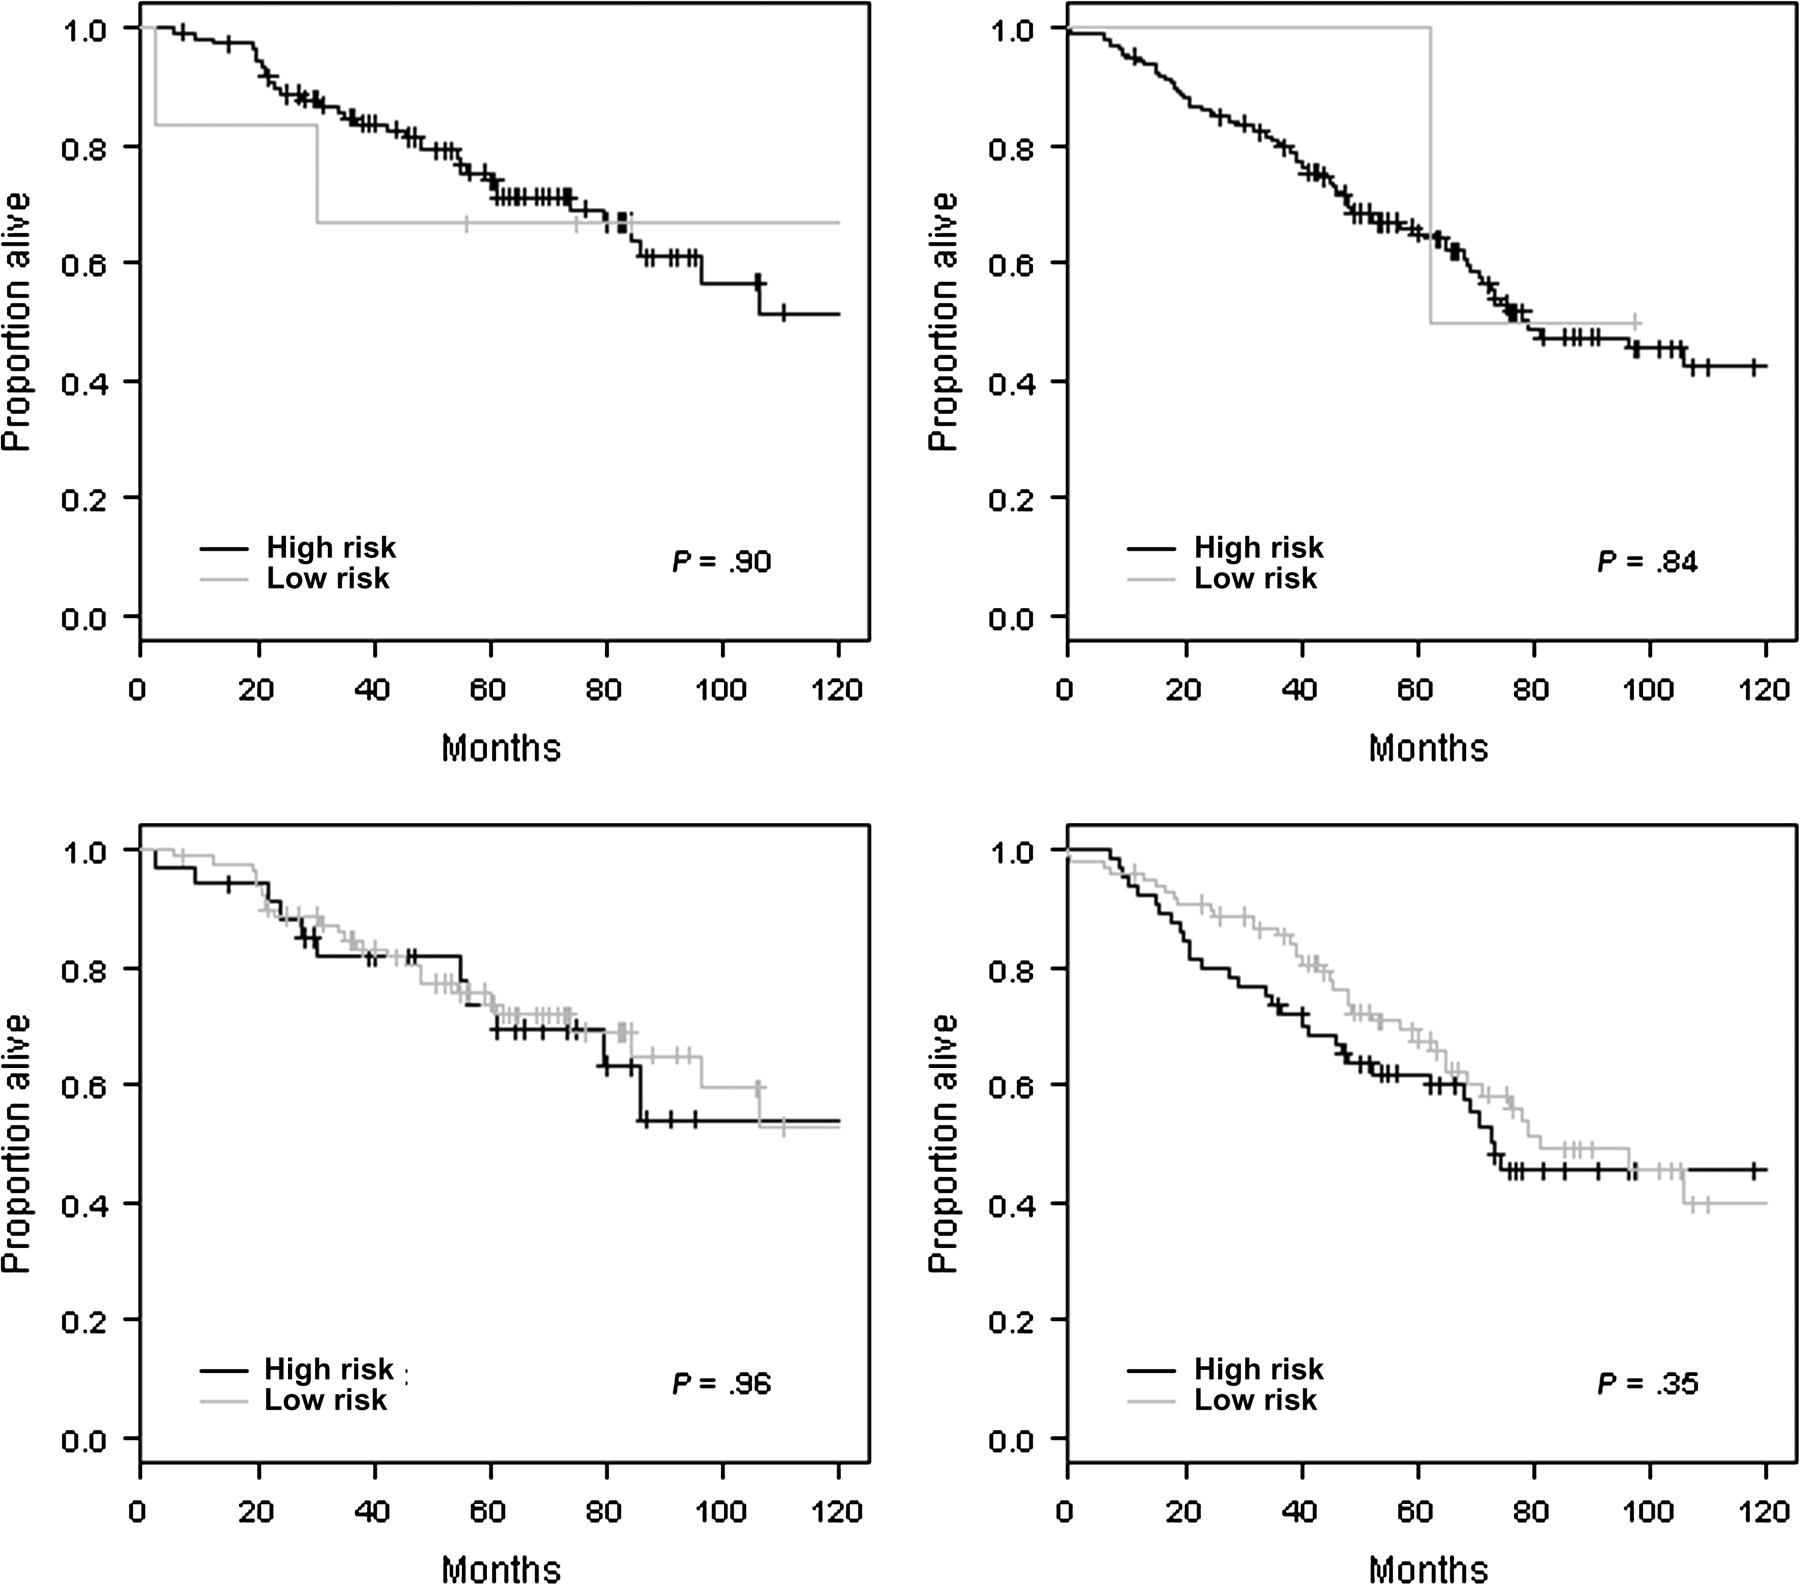 Proportion alive
1.0
0.8
0.6
0.4
0.2
0.0
High risk
Low risk
P = .90
0 20 40 60 80 100 120
Months
Proportion alive
1.0
0.8
0.6
0.4
0.2
0.0
High risk
Low risk
P = .84
0 20 40 60 80 100 120
Months
Proportion alive
1.0
0.8
0.6
0.4
0.2
0.0
High risk :
Low risk
P = .96
0 20 40 60 80 100 120
Months
Proportion alive
1.0
0.8
0.6
0.4
0.2
0.0
High risk
Low risk
P = .35
0 20 40 60 80 100 120
Months